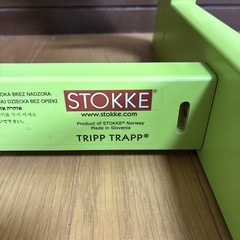 STOKKE
www.stokke.com
Product of STOKKE® Norway
Made in Slovenia
TRIPP TRAPP®
OKA BREZ NADZORA
AJ DZIECKA BEZ OPIEKI